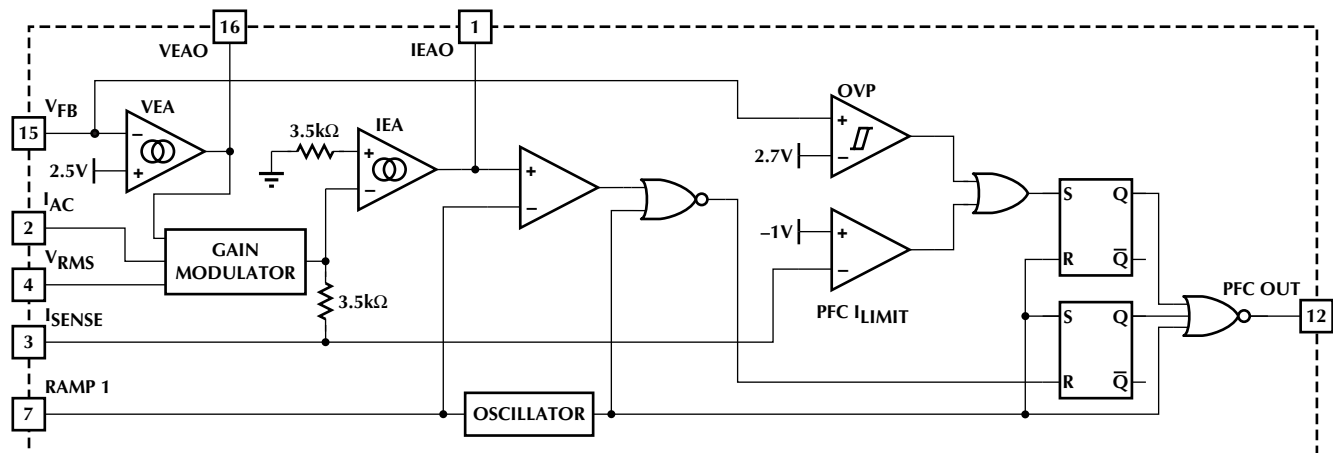 16
1
VEAO
IEAO
VFB
VEA
OVP
15
−
3.5kΩ
IEA
+
+
2.5V
+
2.7V
−
IAC
−
+
2
VRMS
GAIN MODULATOR
−
−1V
+
S
Q
4
−
R
Q̅
ISENSE
3.5kΩ
PFC ILIMIT
PFC OUT
3
S
Q
12
RAMP 1
R
Q̅
7
OSCILLATOR